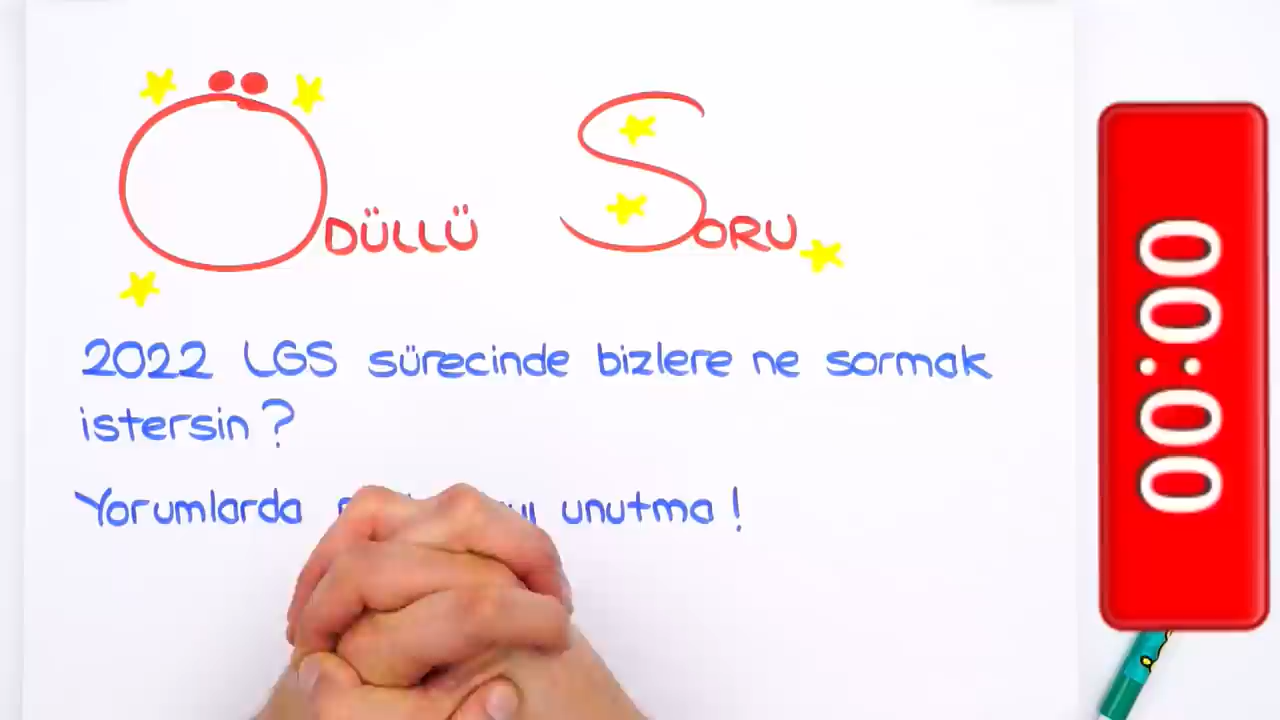 ÖDÜLLÜ SORU
2022 LGS sürecinde bizlere ne sormak
istersin?
Yorumlarda unutma!
00:00